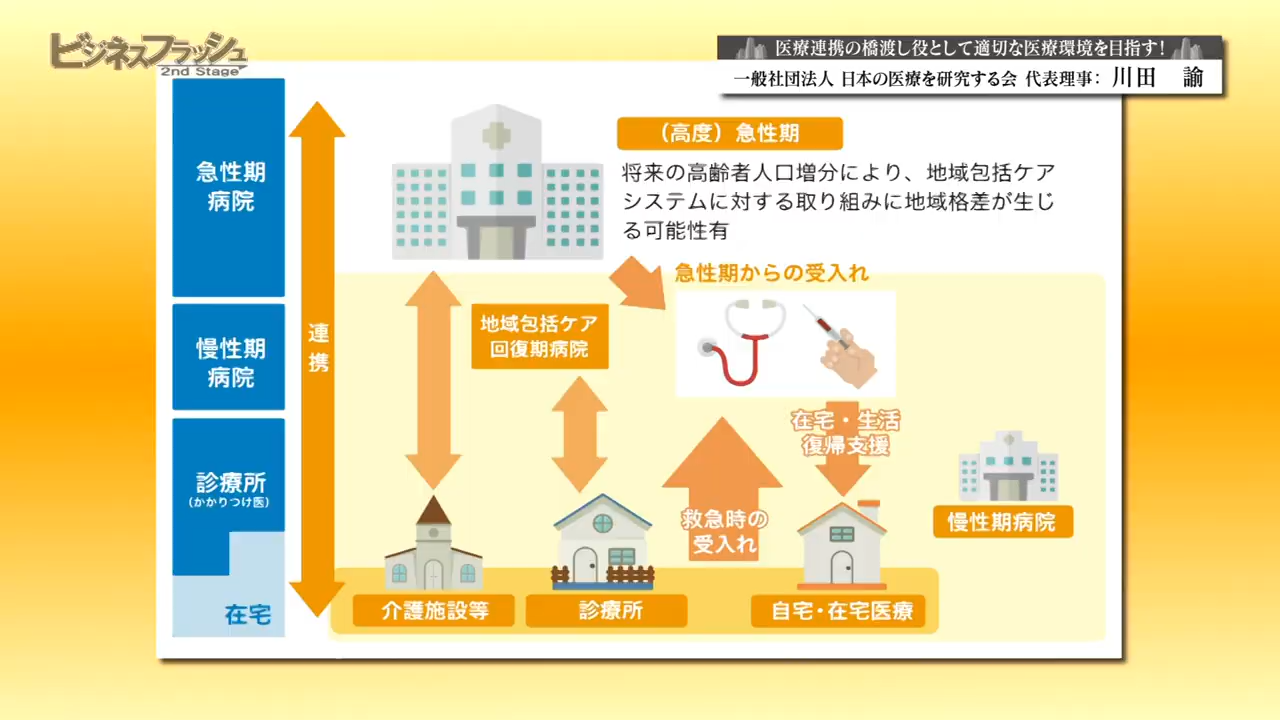 ビジネスフラッシュ
2nd Stage
医療連携の橋渡し役として適切な医療環境を目指す!
一般社団法人 日本の医療を研究する会 代表理事: 川田 諭
急性期
病院
慢性期
病院
診療所
(かかりつけ医)
在宅
連
携
(高度)急性期
将来の高齢者人口増分により、地域包括ケア
システムに対する取り組みに地域格差が生じ
る可能性有
急性期からの受入れ
地域包括ケア
回復期病院
在宅・生活
復帰支援
救急時の
受入れ
慢性期病院
介護施設等
診療所
自宅・在宅医療